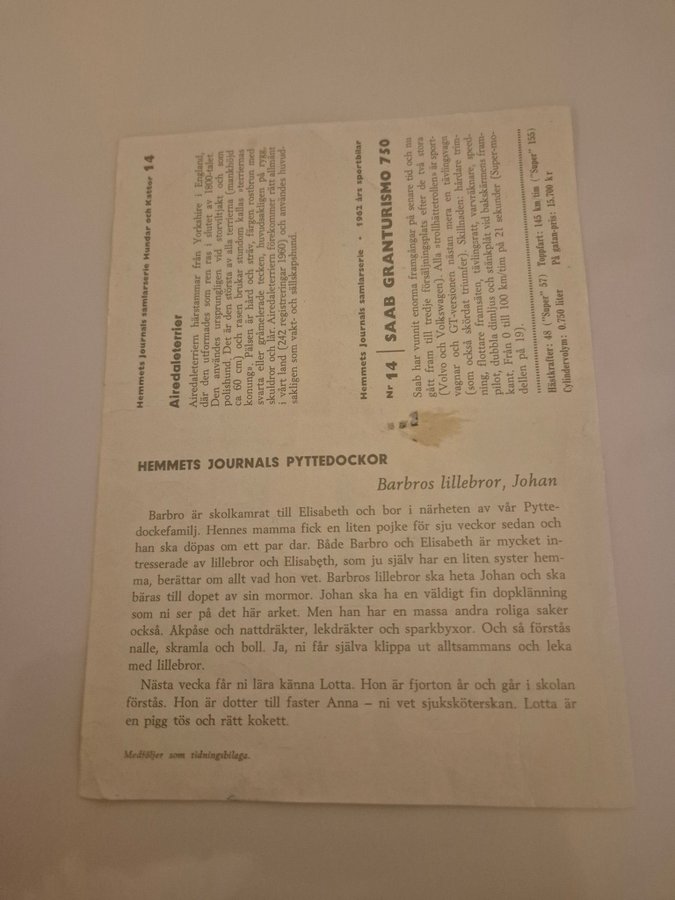 Hemmets Journals samlarserie Hundar och Kattor 14
Airedaleterrier
Airedaleterriern härstammar från Yorkshire i England,
där den utformades som ren ras i slutet av 1800-talet.
Den användes ursprungligen vid storviltjakt och som
polishund. Det är den största av alla terrierna (mankhöjd
ca 60 cm) och rasen brukar stundom kallas »terriernas
konung». Pälsen är hård och sträv, färgen rostbrun med
svarta eller gråmelerade tecken, huvudsakligen på rygg,
skuldror och lår. Airedaleterriern förekommer rätt allmänt
i vårt land (242 registreringar 1960) och användes huvud-
sakligen som vakt- och sällskapshund.
Hemmets Journals samlarserie • 1962 års sportbilar
Nr 14 | SAAB GRANTURISMO 750
Saab har vunnit enorma framgångar på senare tid och nu
gått fram till tredje försäljningsplats efter de två stora
(Volvo och Volkswagen). Alla »trollhättetrollen» är sport-
vagnar och GT-versionen nästan mera en tävlingsvagn
(som också skördat triumfer). Skillnaden: hårdare trim-
ning, flottare framsäten, tävlingsratt, varvräknare, speed-
pilot, dubbla dimljus och stänkplåt vid bakskärmens fram-
kant. Från 0 till 100 km/tim på 21 sekunder (Super-mo-
dellen på 19).
Hästkrafter: 48 ("Super" 57) Toppfart: 145 km/tim ("Super" 155)
Cylindervolym: 0,750 liter På gatan-pris: 15.700 kr
HEMMETS JOURNALS PYTTEDOCKOR
Barbros lillebror, Johan
Barbro är skolkamrat till Elisabeth och bor i närheten av vår Pytte-
dockefamilj. Hennes mamma fick en liten pojke för sju veckor sedan och
han ska döpas om ett par dar. Både Barbro och Elisabeth är mycket in-
tresserade av lillebror och Elisabeth, som ju själv har en liten syster hem-
ma, berättar om allt vad hon vet. Barbros lillebror ska heta Johan och ska
bäras till dopet av sin mormor. Johan ska ha en väldigt fin dopklänning
som ni ser på det här arket. Men han har en massa andra roliga saker
också. Åkpåse och nattdräkter, lekdräkter och sparkbyxor. Och så förstås
nalle, skramla och boll. Ja, ni får själva klippa ut alltsammans och leka
med lillebror.
Nästa vecka får ni lära känna Lotta. Hon är fjorton år och går i skolan
förstås. Hon är dotter till faster Anna – ni vet sjuksköterskan. Lotta är
en pigg tös och rätt kokett.
Medföljer som tidningsbilaga.